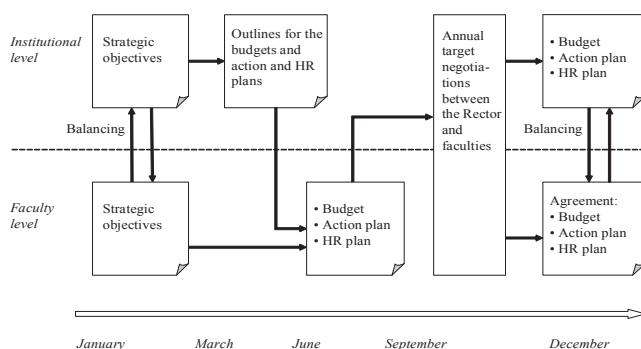 Institutional
level
Strategic
objectives
Outlines for the
budgets and
action and HR
plans
Annual
target
negotia-
tions
between
the Rector
and
faculties
• Budget
• Action plan
• HR plan
Balancing
Balancing
Faculty
level
Strategic
objectives
• Budget
• Action plan
• HR plan
Agreement:
• Budget
• Action plan
• HR plan
January March June September December